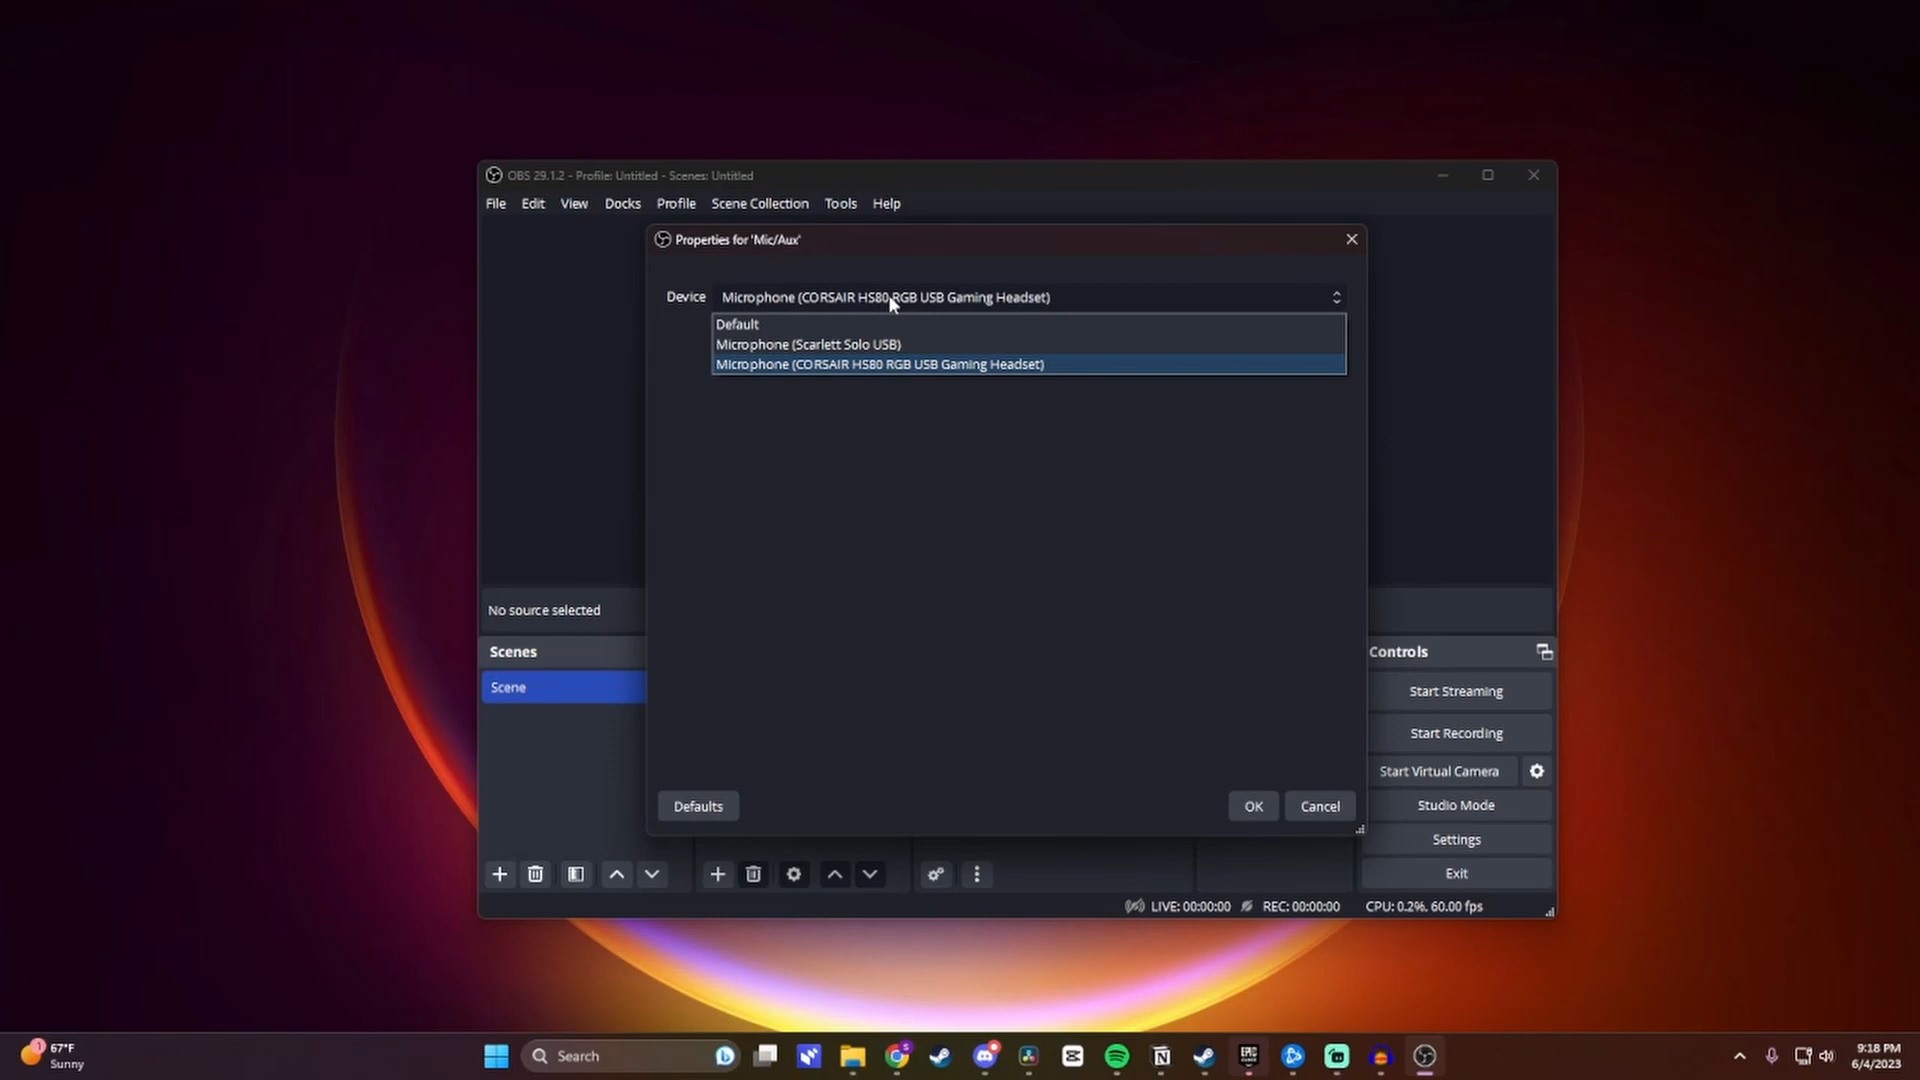 OBS 29.1.2 - Profile: Untitled - Scenes: Untitled
File Edit View Docks Profile Scene Collection Tools Help
Properties for 'Mic/Aux'
Device Microphone (CORSAIR HS80 RGB USB Gaming Headset)
Default
Microphone (Scarlett Solo USB)
Microphone (CORSAIR HS80 RGB USB Gaming Headset)
No source selected
Scenes
Controls
Scene
Start Streaming
Start Recording
Start Virtual Camera
Defaults
OK
Cancel
Studio Mode
Settings
Exit
LIVE: 00:00:00 REC: 00:00:00 CPU: 0.2%, 60.00 fps
1
67°F
Sunny
Search
EPIC
GAMES
9:18 PM
6/4/2023